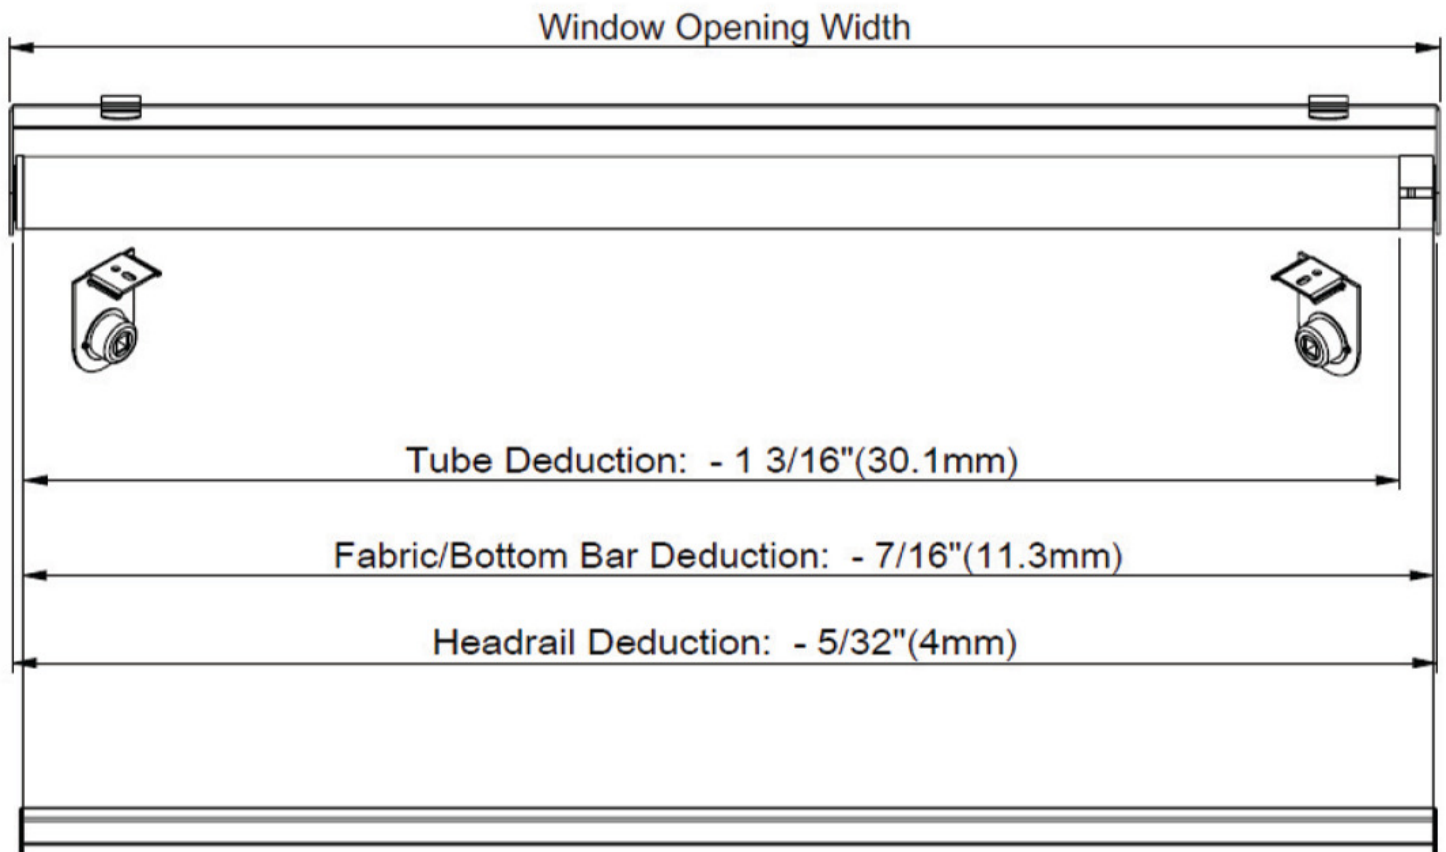 Window Opening Width
Tube Deduction: - 1 3/16"(30.1mm)
Fabric/Bottom Bar Deduction: - 7/16"(11.3mm)
Headrail Deduction: - 5/32"(4mm)